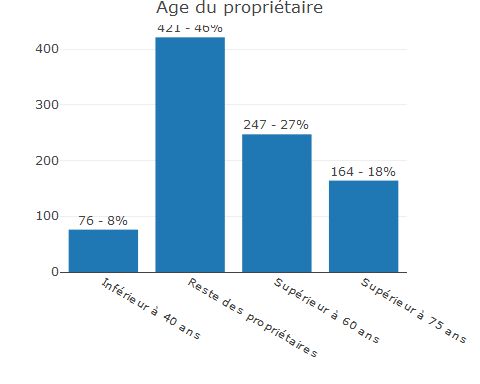 Age du propriétaire
421 - 46%
400
300
247 - 27%
200
164 - 18%
100
76 - 8%
0
Inférieur à 40 ans
Reste des propriétaires
Supérieur à 60 ans
Supérieur à 75 ans